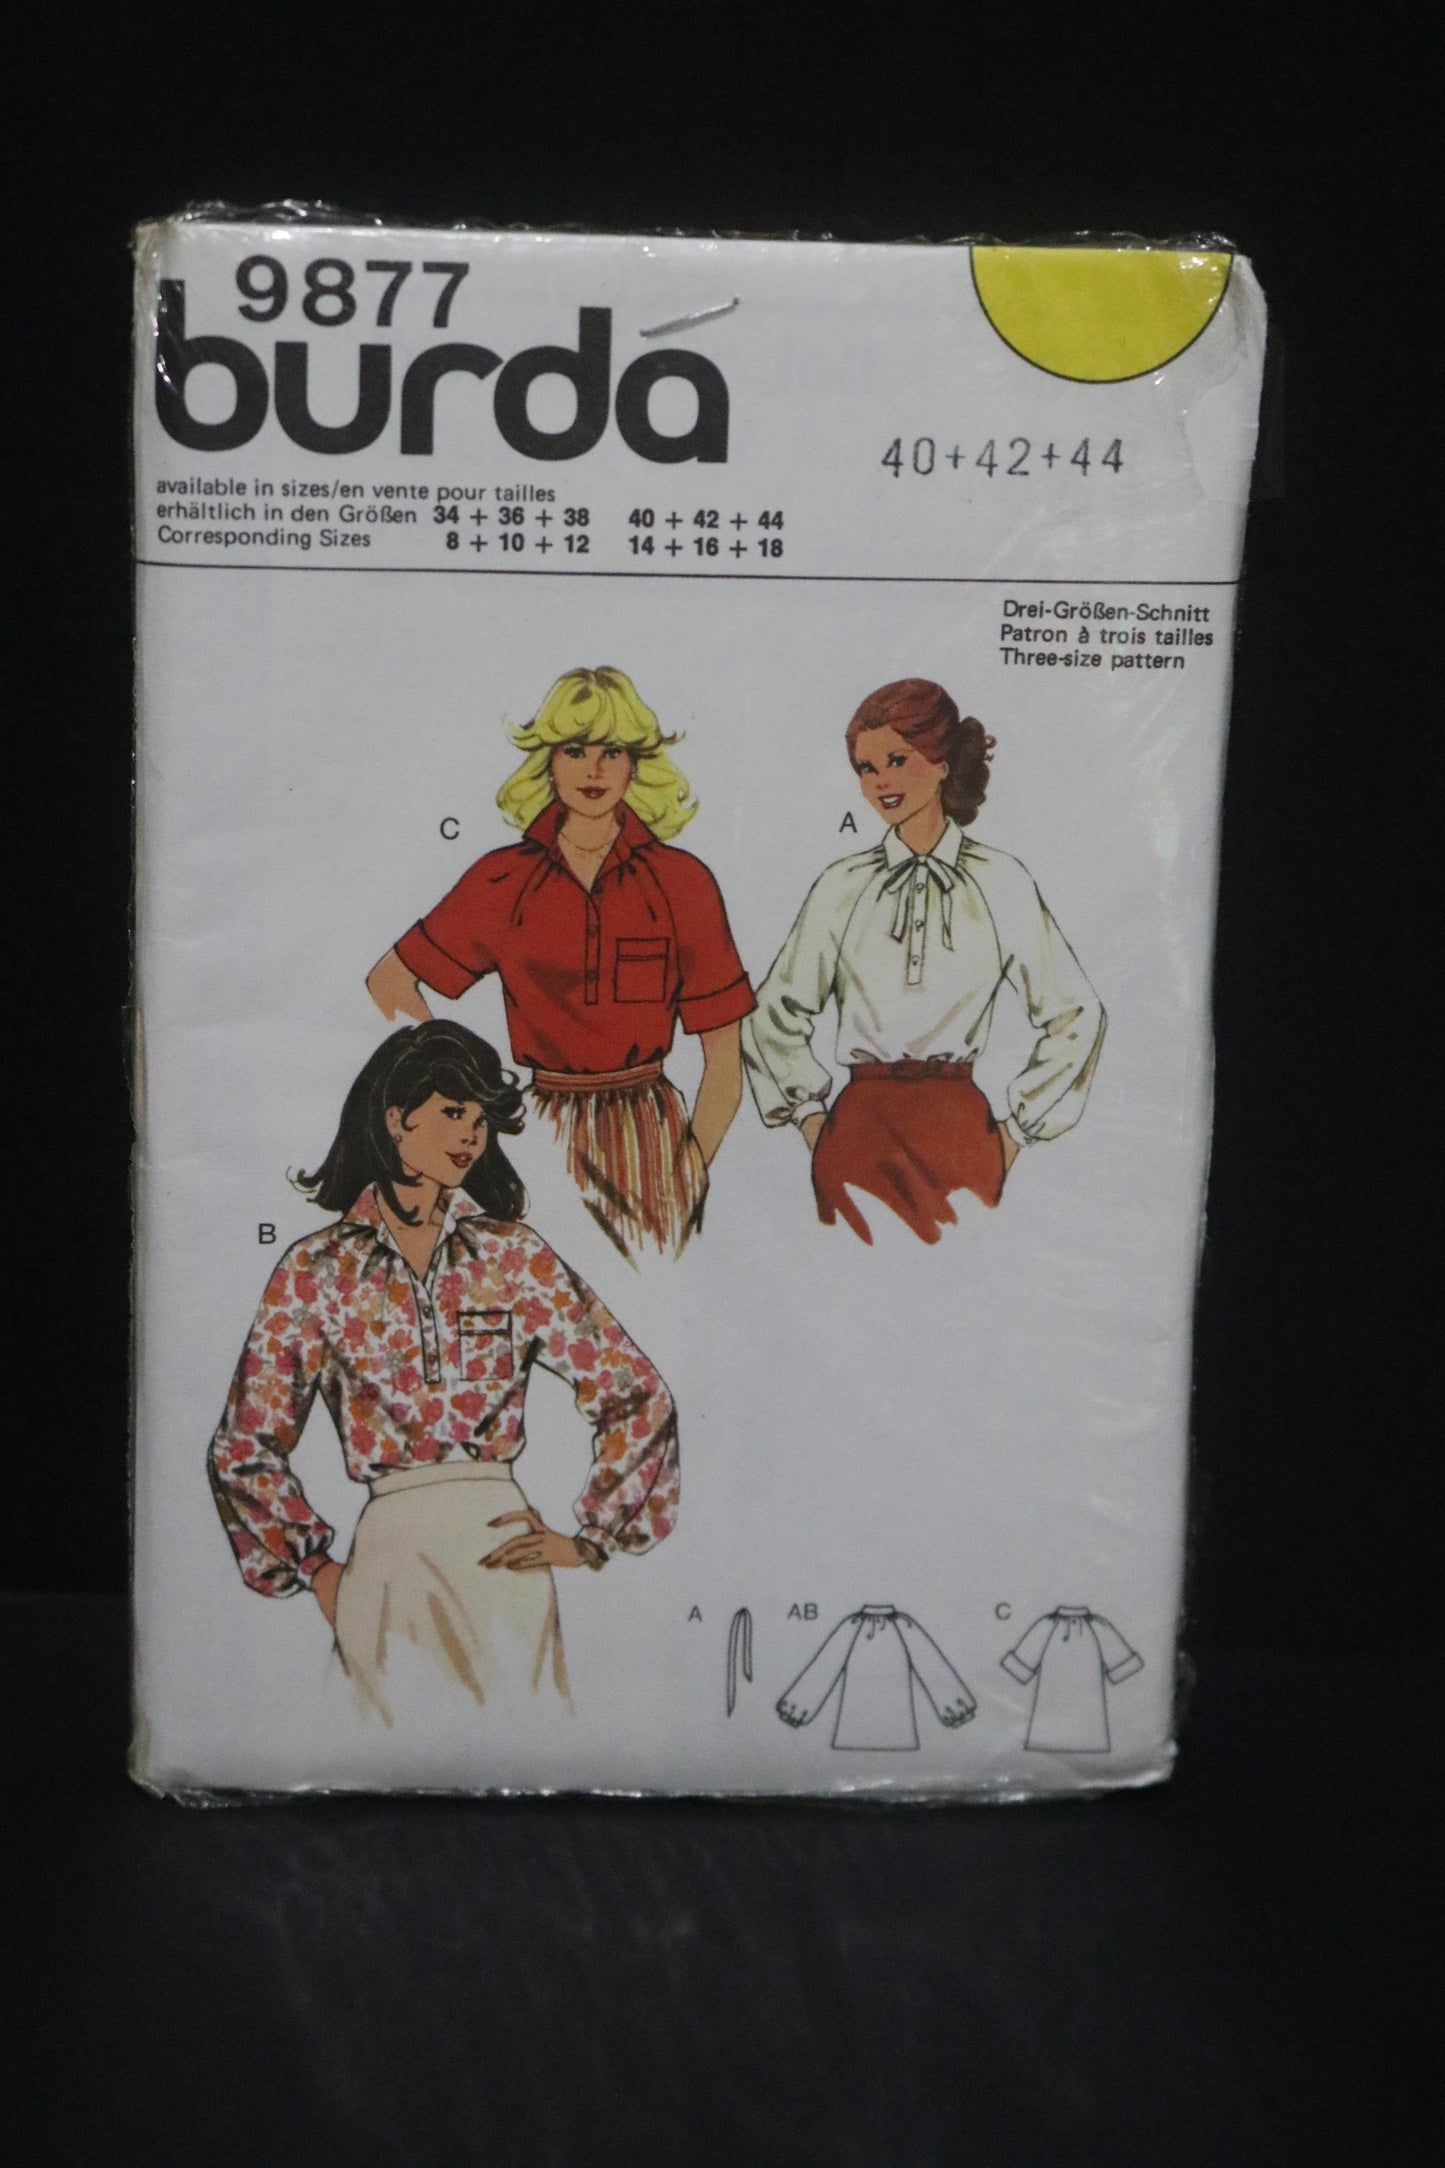 9877
burda
40+42+44
available in sizes/en vente pour tailles
erhältlich in den Größen 34 + 36 + 38 40 + 42 + 44
Corresponding Sizes 8 + 10 + 12 14 + 16 + 18
Drei-Größen-Schnitt
Patron à trois tailles
Three-size pattern
C
A
B
A
AB
C